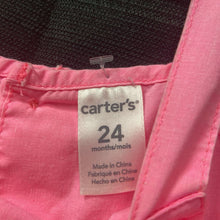 carter's®
24
months/mois
Made in China
Fabriqué en Chine
Hecho en China